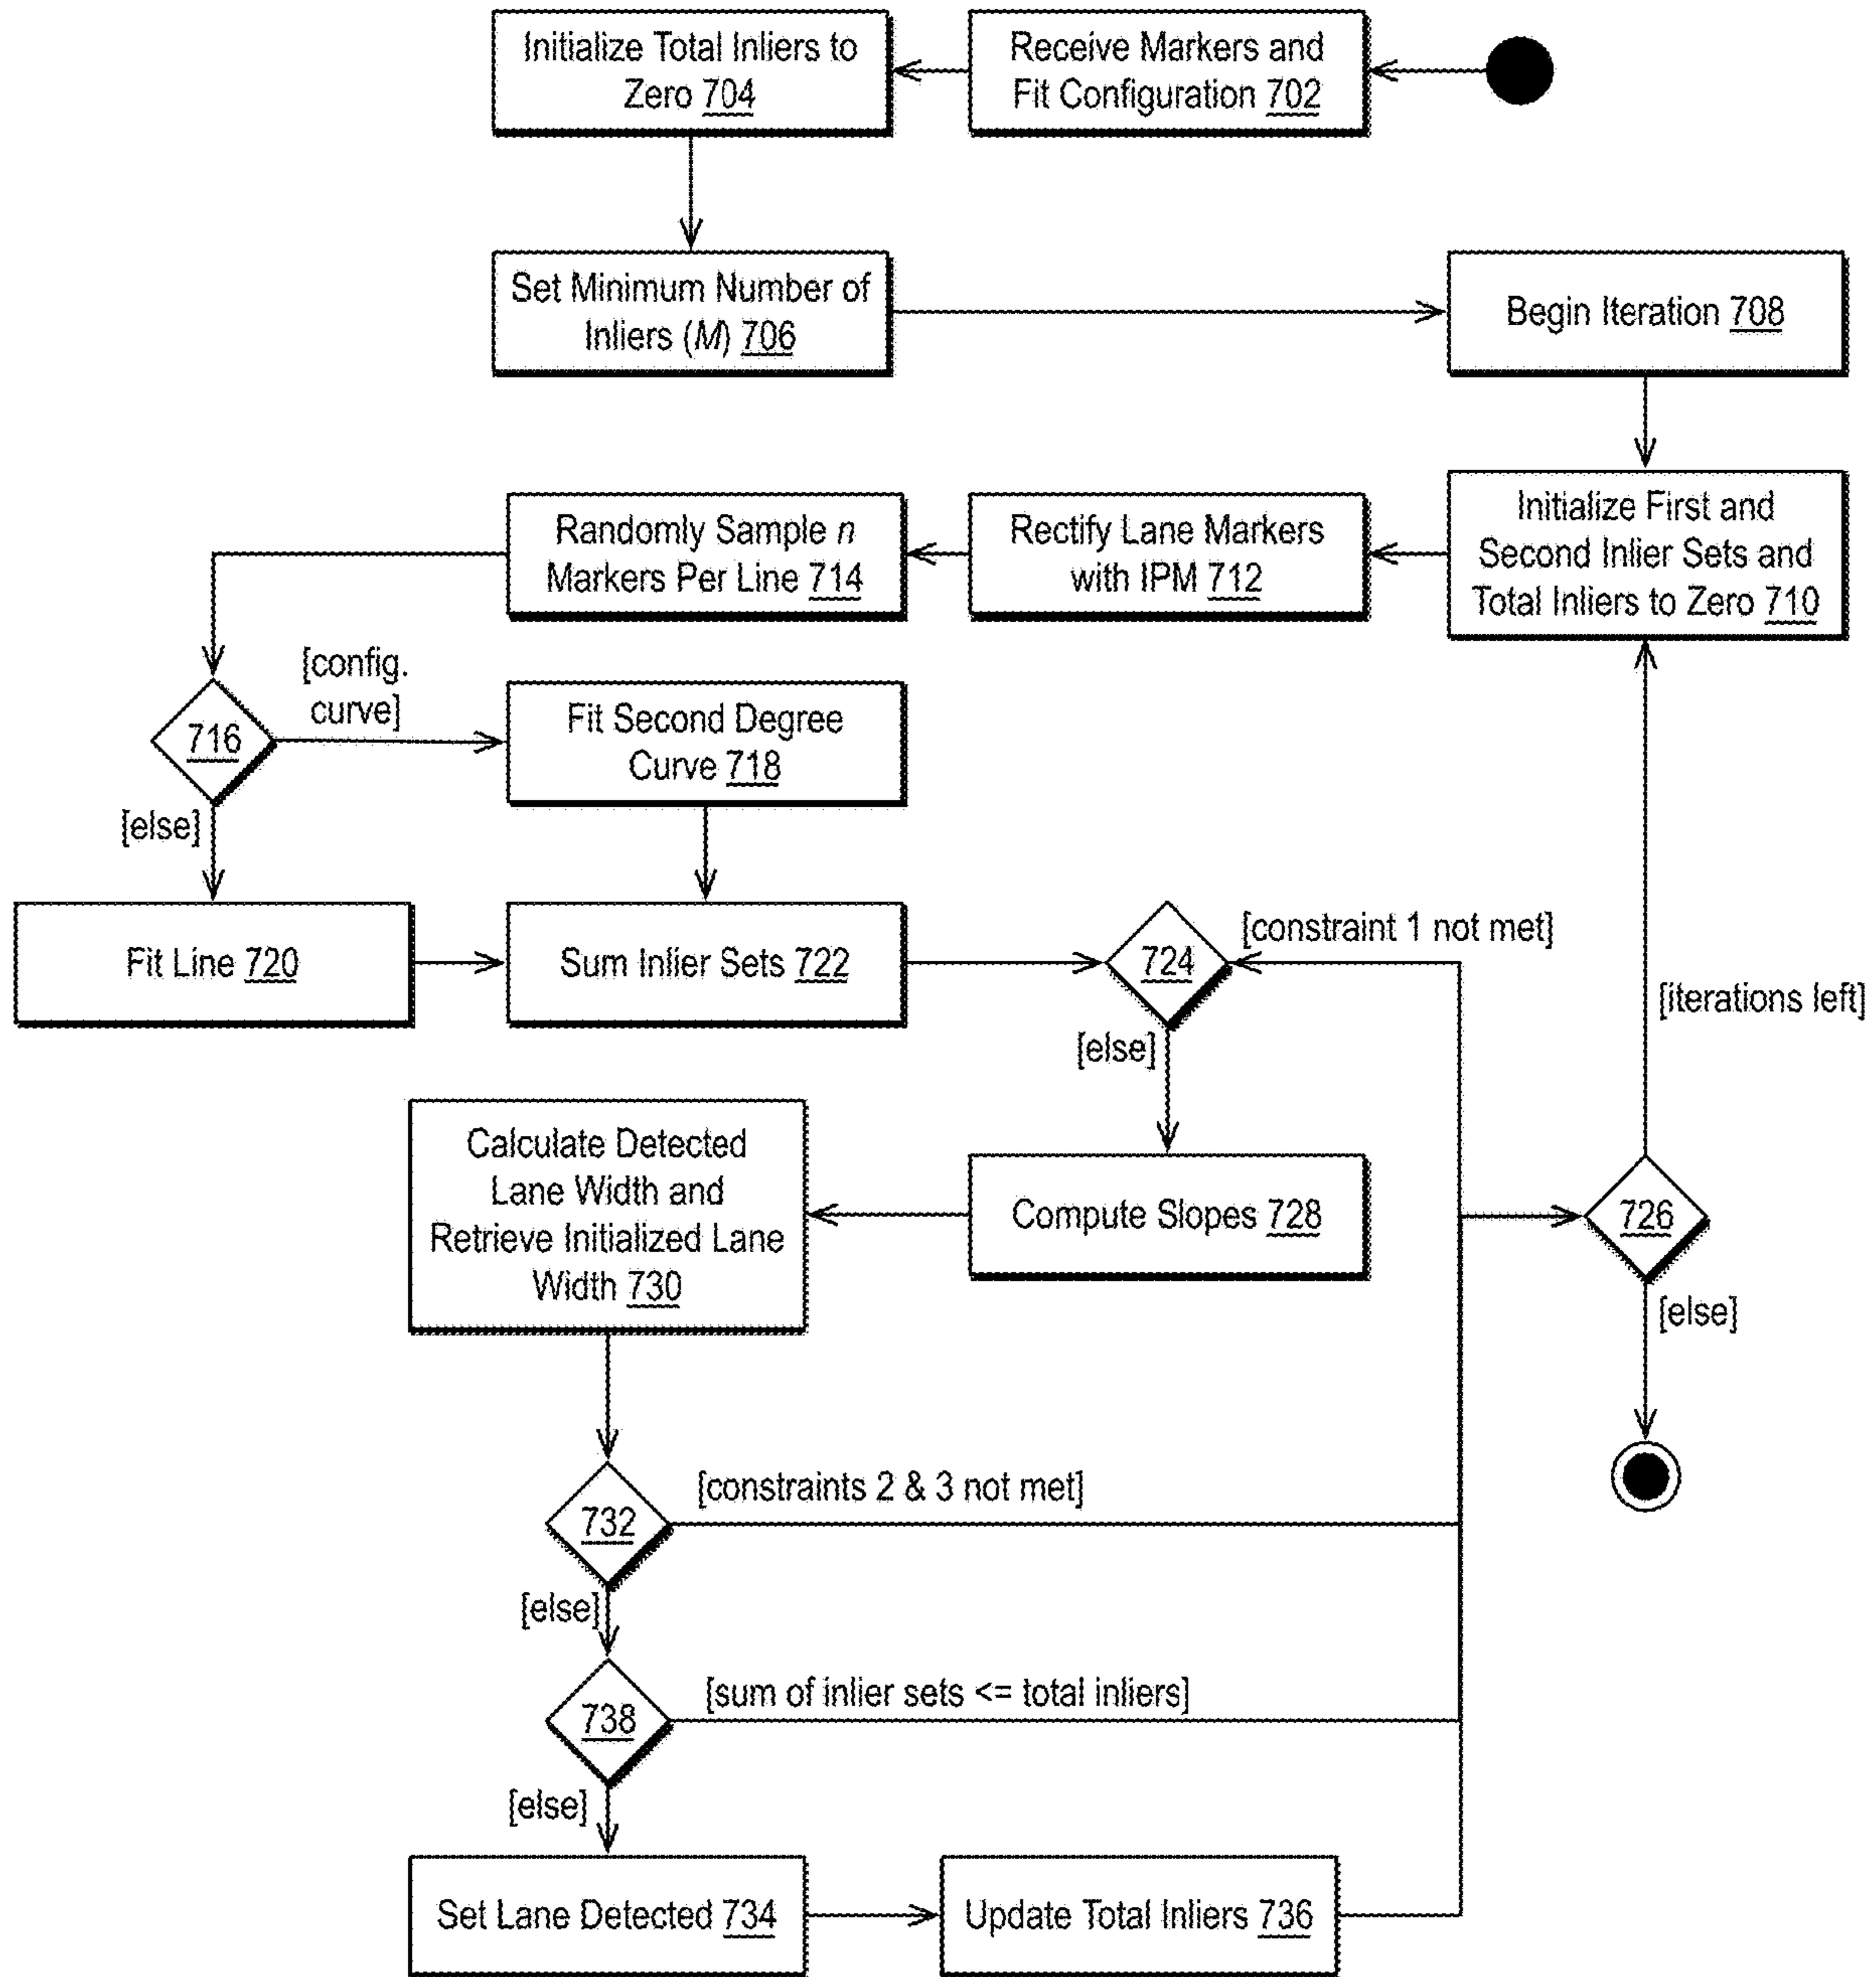 Initialize Total Inliers to
Zero 704
Receive Markers and
Fit Configuration 702
Set Minimum Number of
Inliers (M) 706
Begin Iteration 708
Randomly Sample n
Markers Per Line 714
Rectify Lane Markers
with IPM 712
Initialize First and
Second Inlier Sets and
Total Inliers to Zero 710
716
[config.
curve]
Fit Second Degree
Curve 718
[else]
Fit Line 720
Sum Inlier Sets 722
724
[constraint 1 not met]
[else]
[iterations left]
Calculate Detected
Lane Width and
Retrieve Initialized Lane
Width 730
Compute Slopes 728
726
[else]
732
[constraints 2 & 3 not met]
[else]
738
[sum of inlier sets <= total inliers]
[else]
Set Lane Detected 734
Update Total Inliers 736